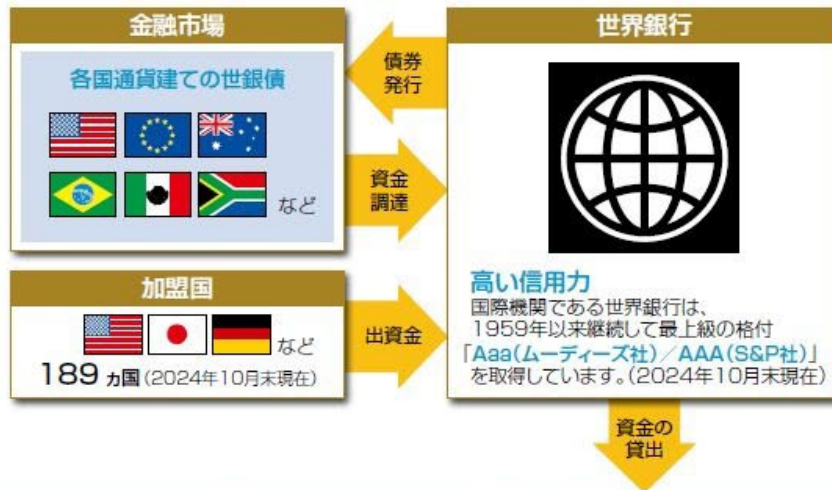 金融市場
各国通貨建ての世銀債
など
債券
発行
資金
調達
加盟国
など
189 ヵ国 (2024年10月末現在)
出資金
世界銀行
高い信用力
国際機関である世界銀行は、
1959年以来継続して最上級の格付
「Aaa(ムーディーズ社)/AAA(S&P社)」
を取得しています。(2024年10月末現在)
資金の
貸出